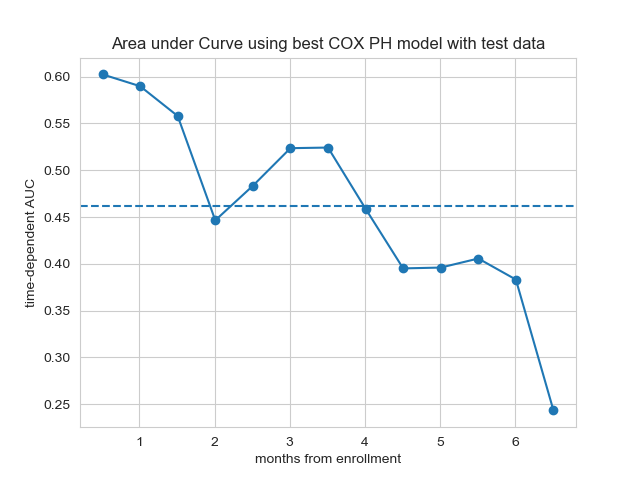 Area under Curve using best COX PH model with test data
time-dependent AUC
0.60
0.55
0.50
0.45
0.40
0.35
0.30
0.25
1 2 3 4 5 6
months from enrollment